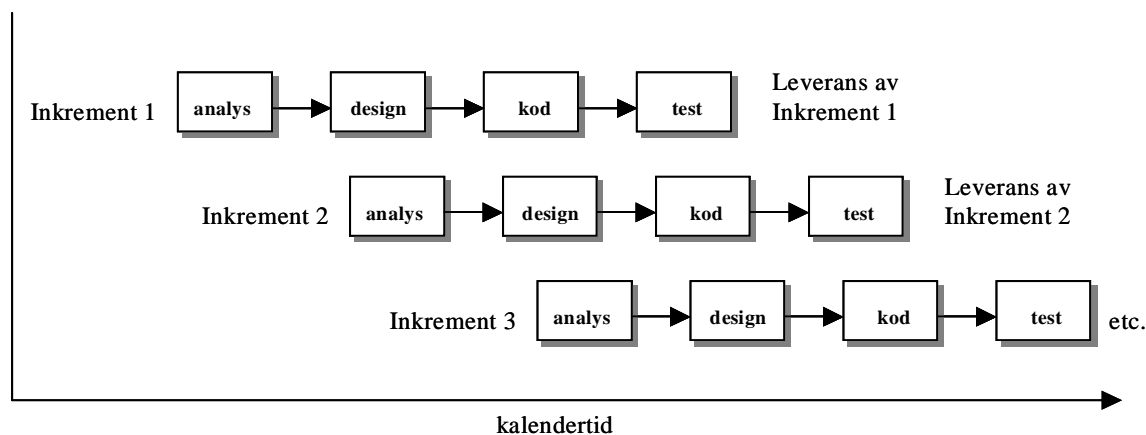 Inkrement 1
analys
design
kod
test
Leverans av
Inkrement 1
Inkrement 2
analys
design
kod
test
Leverans av
Inkrement 2
Inkrement 3
analys
design
kod
test
etc.
kalendertid